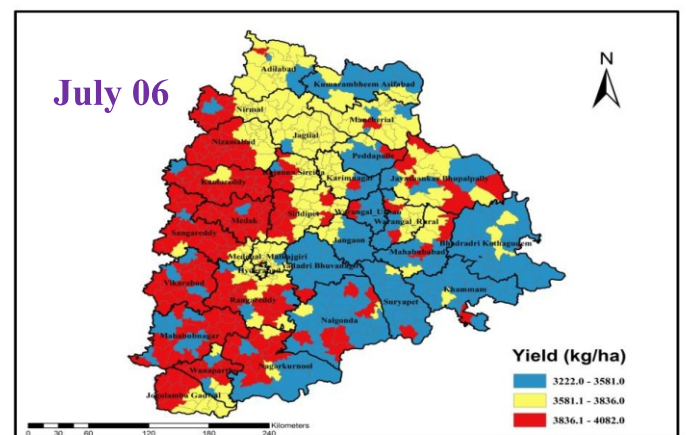 July 06
N
Adilabad
Kumarambheem Asifabad
Nirmal
Mancherial
Nizamabad
Jagtial
Peddapalli
Kamareddy
Karimnagar
Jayashankar Bhupalpally
Medak
Siddipet
Warangal_Urban
Warangal_Rural
Sangareddy
Jangaon
Bhadradri Kothagudem
Mahabubabad
Medchal_Malkajgiri
Hyderabad
Yadadri Bhuvanagiri
Vikarabad
Khammam
Rangareddy
Suryapet
Nalgonda
Mahabubnagar
Nagarkurnool
Wanaparthy
Jogulamba Gadwal
Yield (kg/ha)
3222.0 - 3581.0
3581.1 - 3836.0
3836.1 - 4082.0
Kilometers
0 30 60 120 180 240